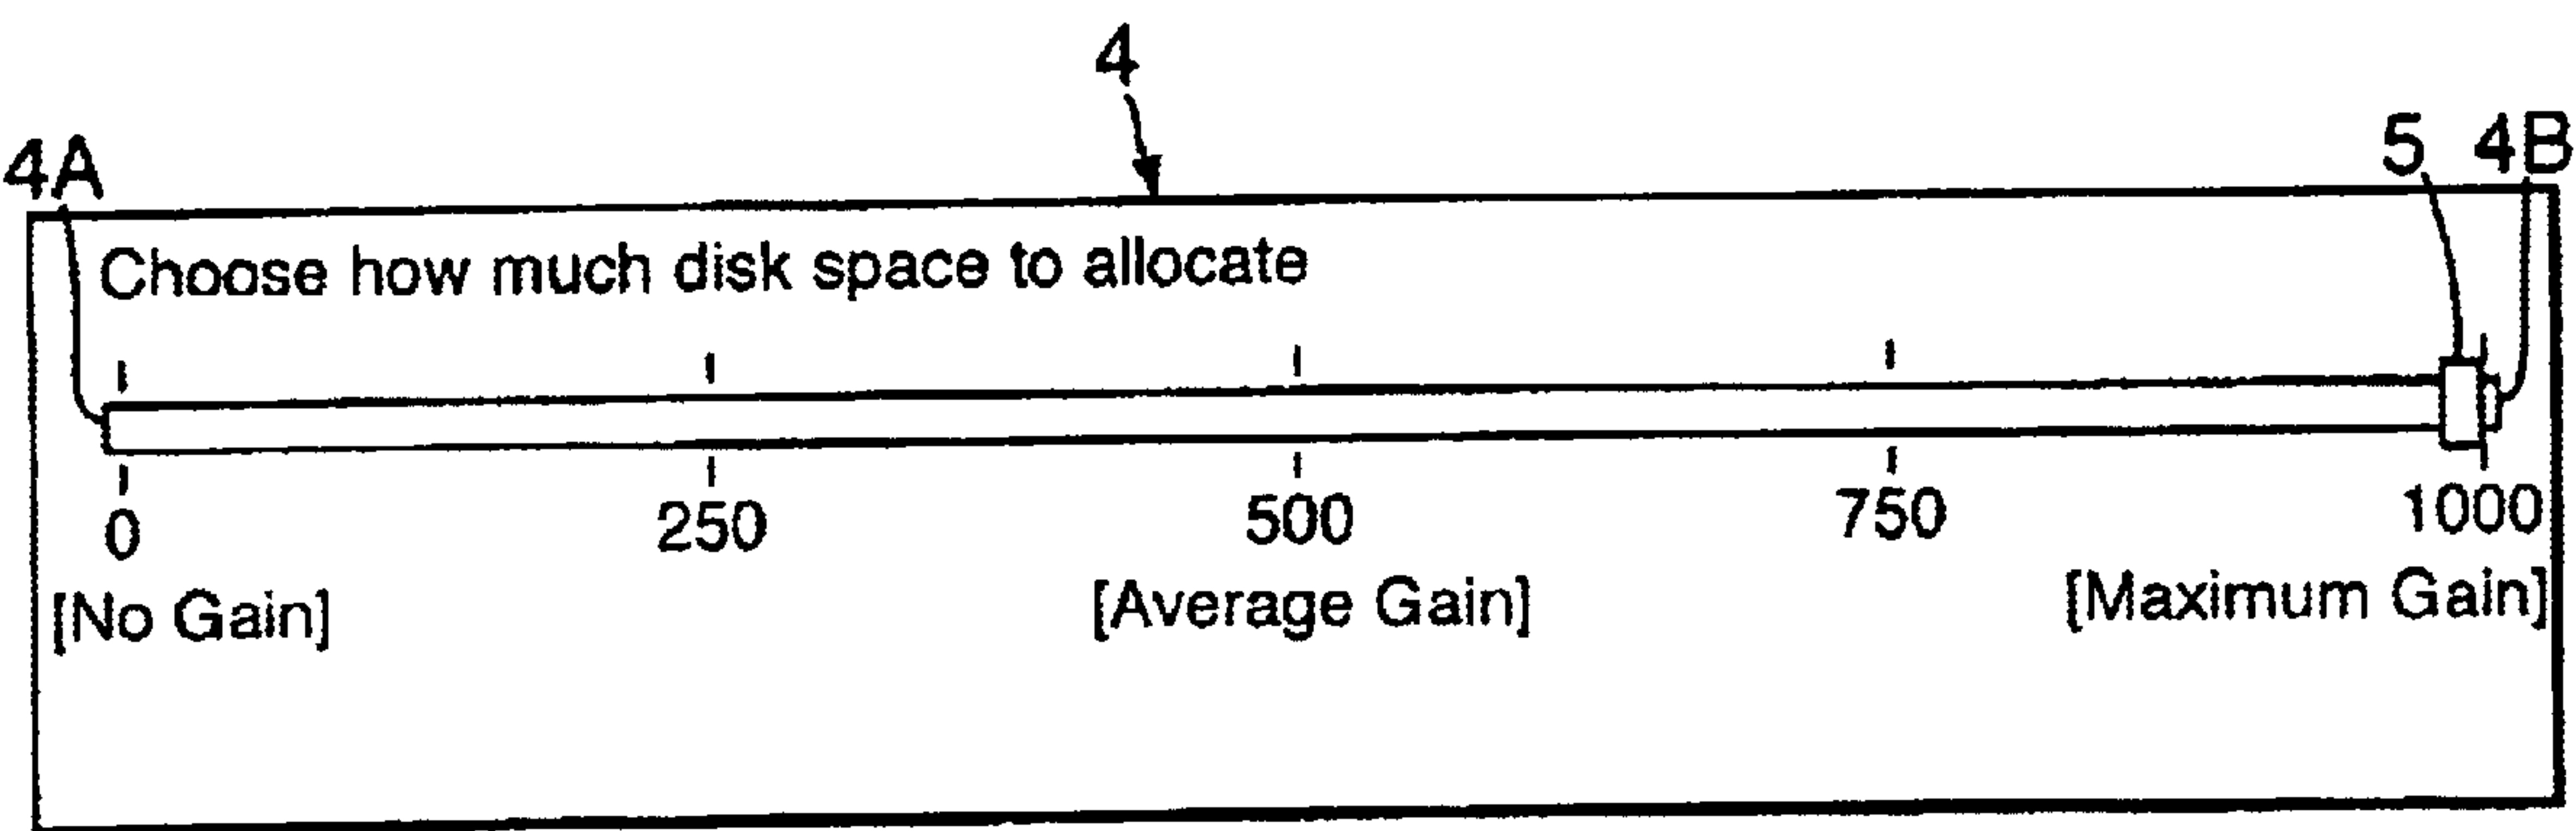 4
4A 5 4B
Choose how much disk space to allocate
0 250 500 750 1000
[No Gain] [Average Gain] [Maximum Gain]